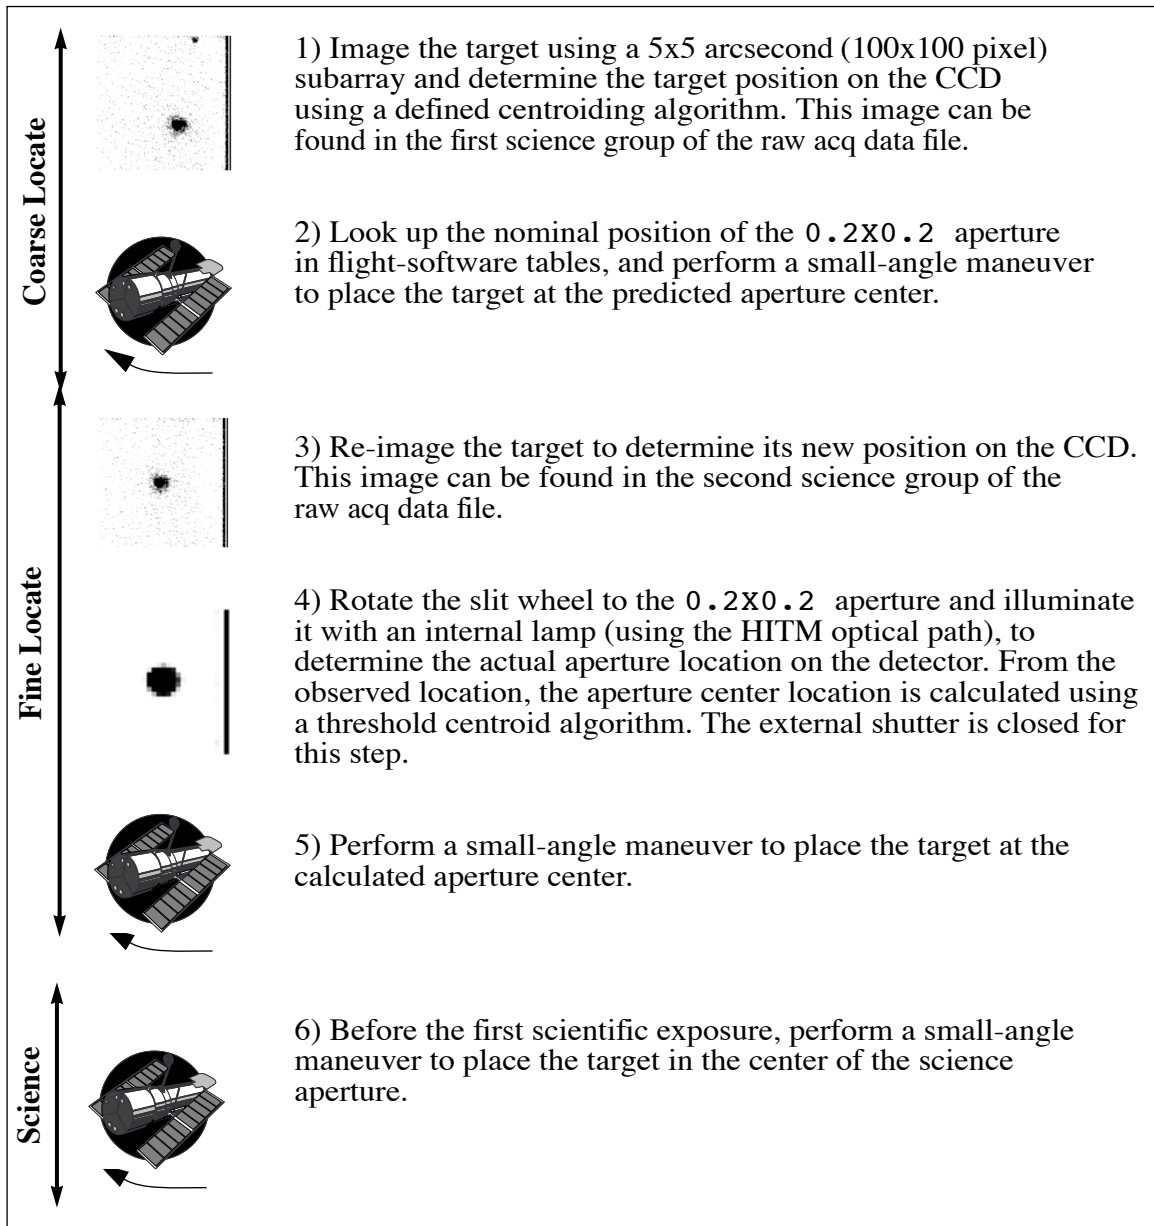 Coarse Locate
1) Image the target using a 5x5 arcsecond (100x100 pixel)
subarray and determine the target position on the CCD
using a defined centroiding algorithm. This image can be
found in the first science group of the raw acq data file.
2) Look up the nominal position of the 0.2X0.2 aperture
in flight-software tables, and perform a small-angle maneuver
to place the target at the predicted aperture center.
Fine Locate
3) Re-image the target to determine its new position on the CCD.
This image can be found in the second science group of the
raw acq data file.
4) Rotate the slit wheel to the 0.2X0.2 aperture and illuminate
it with an internal lamp (using the HITM optical path), to
determine the actual aperture location on the detector. From the
observed location, the aperture center location is calculated using
a threshold centroid algorithm. The external shutter is closed for
this step.
5) Perform a small-angle maneuver to place the target at the
calculated aperture center.
Science
6) Before the first scientific exposure, perform a small-angle
maneuver to place the target in the center of the science
aperture.